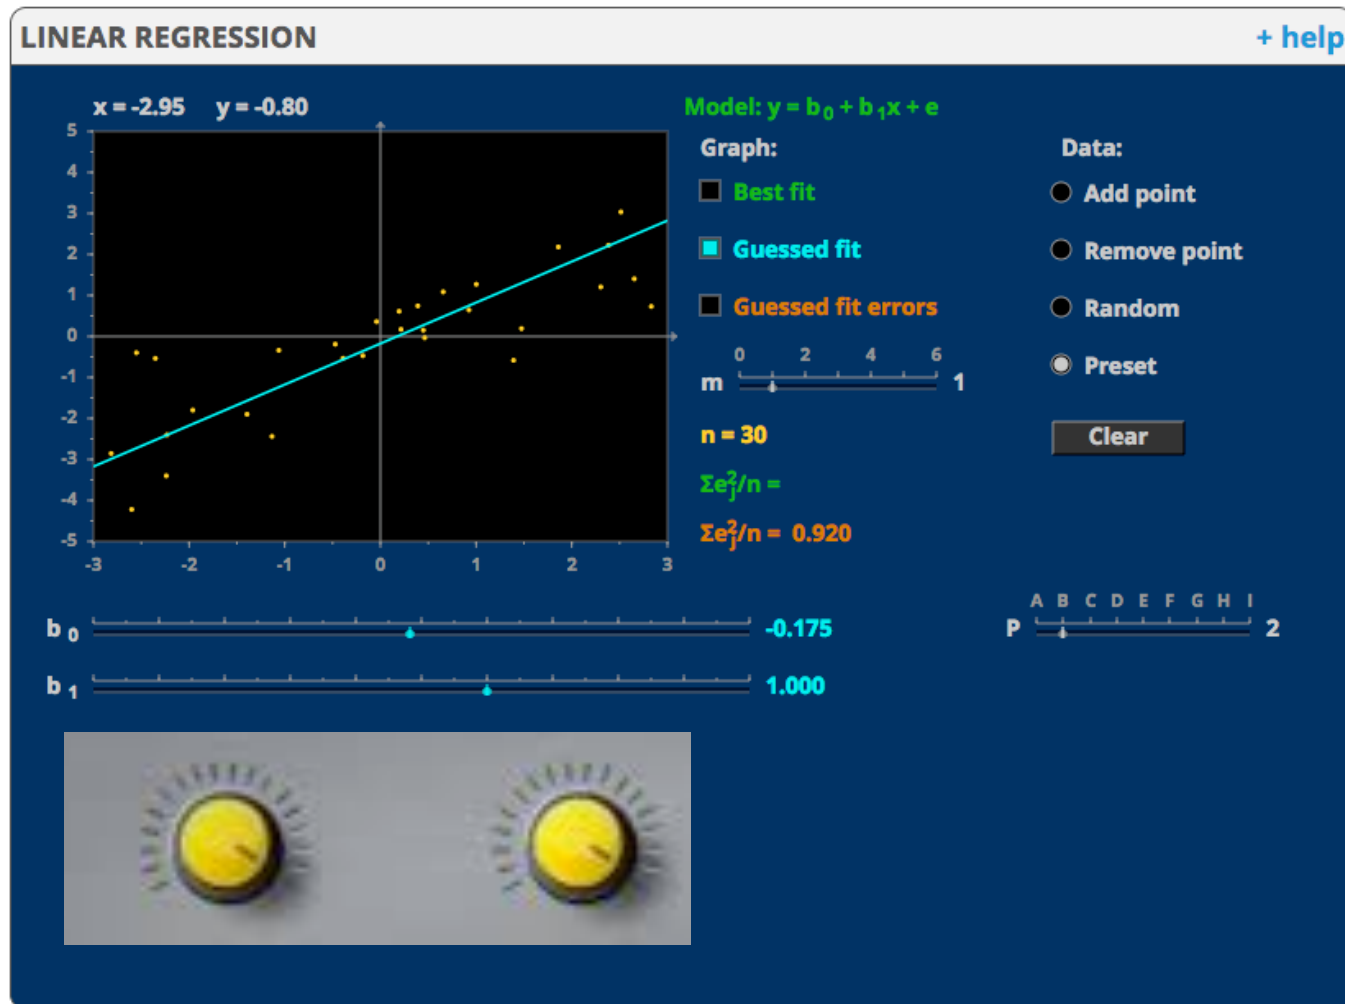 LINEAR REGRESSION
+ help
x = -2.95 y = -0.80
5
4
3
2
1
0
-1
-2
-3
-4
-5
-3 -2 -1 0 1 2 3
Model: y = b₀ + b₁x + e
Graph:
Best fit
Guessed fit
Guessed fit errors
0 2 4 6
m 1
n = 30
Σeⱼ²/n =
Σeⱼ²/n = 0.920
Data:
Add point
Remove point
Random
Preset
Clear
b₀ -0.175
b₁ 1.000
A B C D E F G H I
P 2